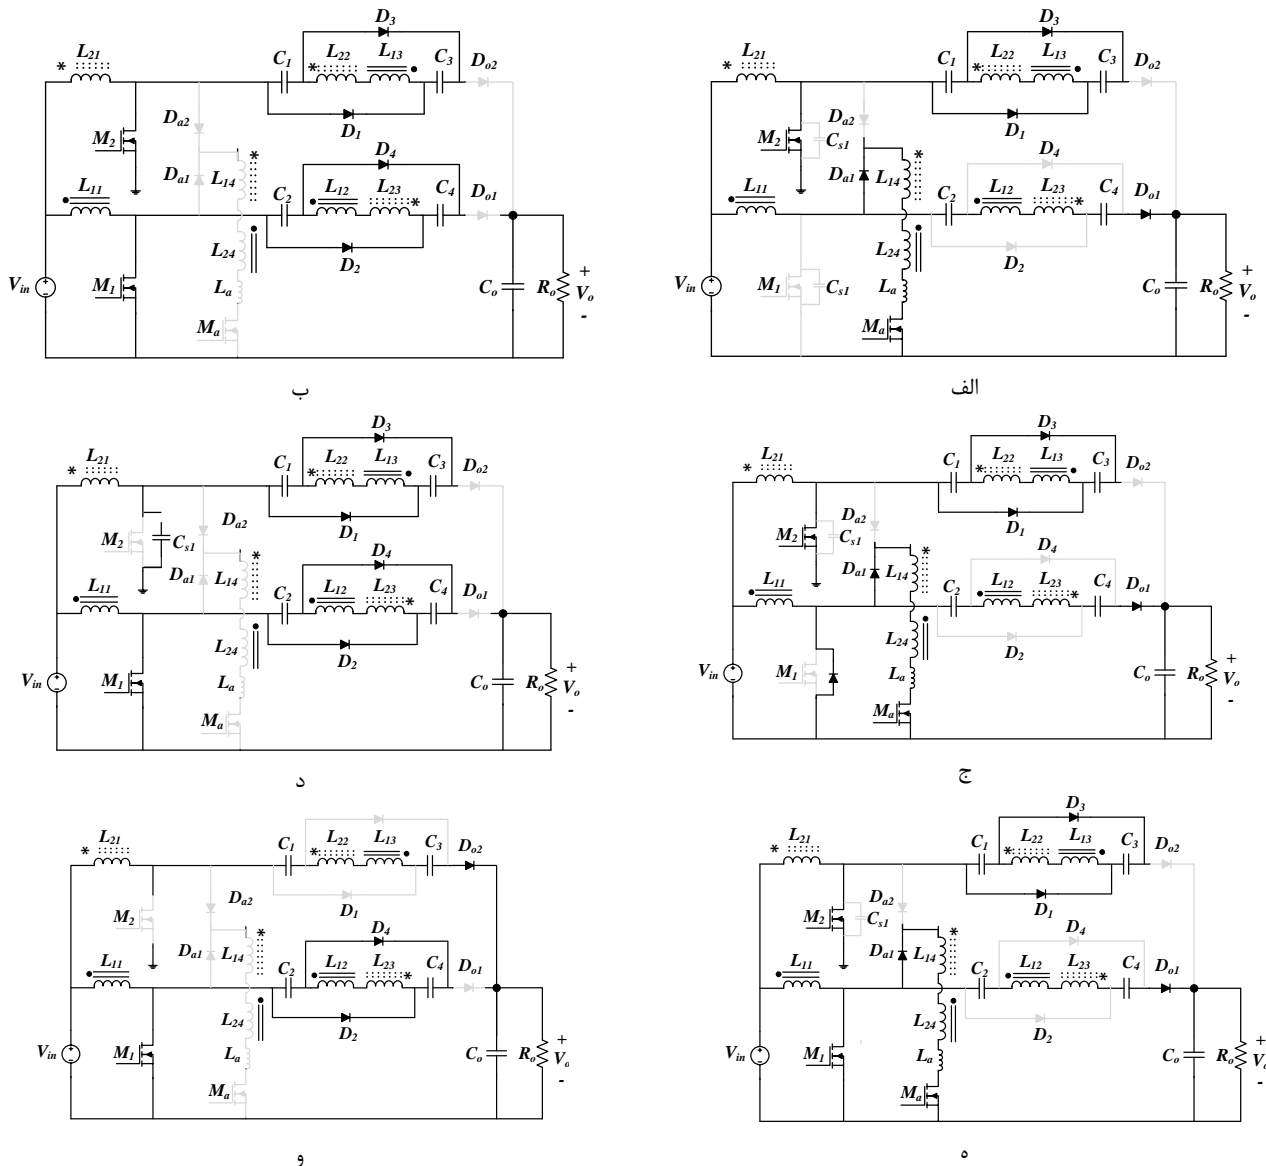 D3
L21
C1
L22
L13
C3
Do2
*
*
M2
Da2
D1
*
D4
Da1
L14
L11
C2
L12
L23
C4
Do1
*
L24
D2
Vin
M1
La
Co
Ro
+
Vo
-
Ma
ب
D3
L21
C1
L22
L13
C3
Do2
*
*
M2
Cs1
Da2
D1
*
D4
Da1
L14
L11
C2
L12
L23
C4
Do1
*
L24
D2
Vin
M1
Cs1
La
Co
Ro
+
Vo
-
Ma
الف
D3
L21
C1
L22
L13
C3
Do2
*
*
M2
Cs1
Da2
D1
*
D4
Da1
L14
L11
C2
L12
L23
C4
Do1
*
L24
D2
Vin
M1
La
Co
Ro
+
Vo
-
Ma
د
D3
L21
C1
L22
L13
C3
Do2
*
*
M2
Cs1
Da2
D1
*
D4
Da1
L14
L11
C2
L12
L23
C4
Do1
*
L24
D2
Vin
M1
La
Co
Ro
+
Vo
-
Ma
ج
L21
C1
L22
L13
C3
Do2
*
*
M2
Da2
D1
*
D4
Da1
L14
L11
C2
L12
L23
C4
Do1
*
L24
D2
Vin
M1
La
Co
Ro
+
Vo
-
Ma
و
D3
L21
C1
L22
L13
C3
Do2
*
*
M2
Cs1
Da2
D1
*
D4
Da1
L14
L11
C2
L12
L23
C4
Do1
*
L24
D2
Vin
M1
La
Co
Ro
+
Vo
-
Ma
ه